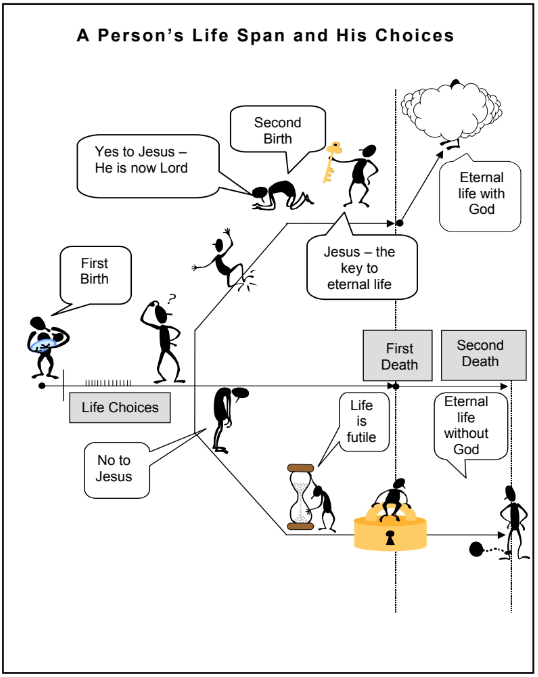 A Person's Life Span and His Choices
Second
Birth
Yes to Jesus –
He is now Lord
Eternal
life with
God
Jesus – the
key to
eternal life
First
Birth
?
First
Death
Second
Death
Life Choices
Life
is
futile
Eternal
life
without
God
No to
Jesus